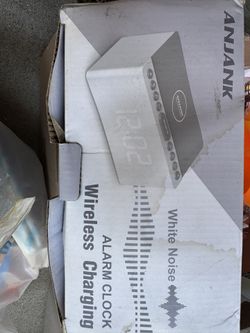 ANJANK
12:02
White Noise
ALARM CLOCK
Wireless Charging